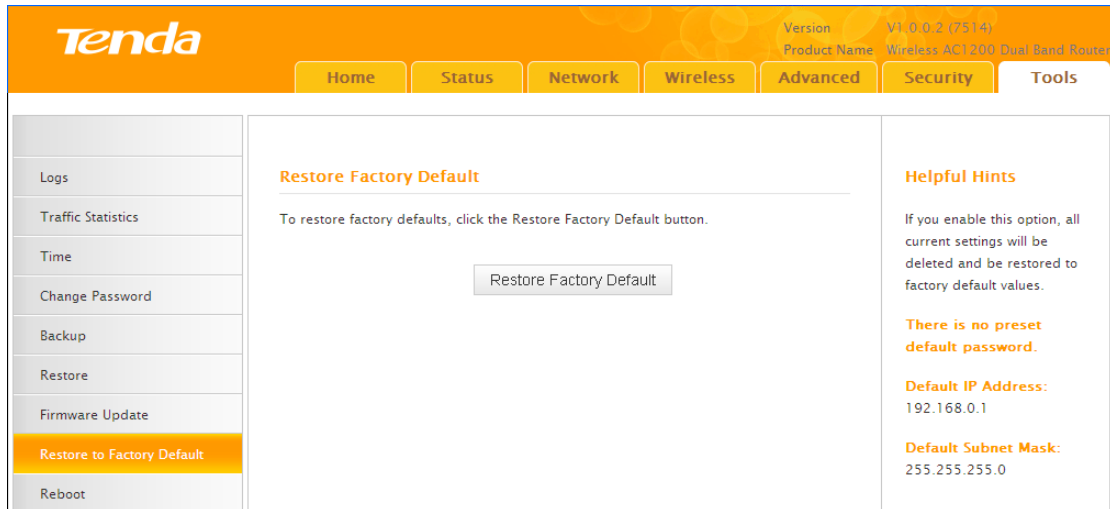 Tenda
Version V1.0.0.2 (7514)
Product Name Wireless AC1200 Dual Band Router
Home Status Network Wireless Advanced Security Tools
Logs
Traffic Statistics
Time
Change Password
Backup
Restore
Firmware Update
Restore to Factory Default
Reboot
Restore Factory Default
To restore factory defaults, click the Restore Factory Default button.
Restore Factory Default
Helpful Hints
If you enable this option, all
current settings will be
deleted and be restored to
factory default values.
There is no preset
default password.
Default IP Address:
192.168.0.1
Default Subnet Mask:
255.255.255.0